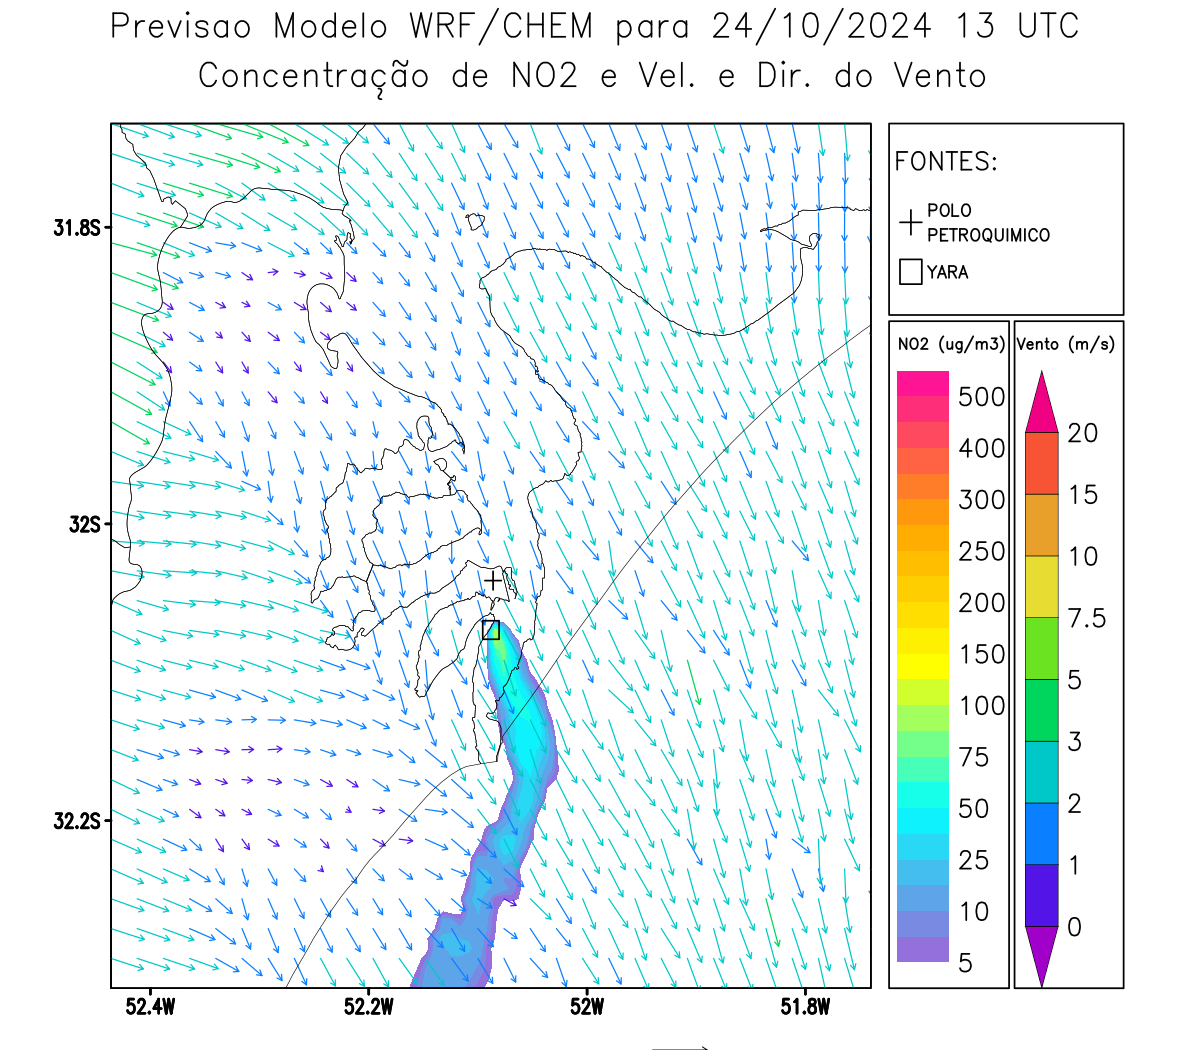 Previsao Modelo WRF/CHEM para 24/10/2024 13 UTC
Concentração de NO2 e Vel. e Dir. do Vento
FONTES:
POLO
PETROQUIMICO
YARA
NO2 (ug/m3)
500
400
300
250
200
150
100
75
50
25
10
5
Vento (m/s)
20
15
10
7.5
5
3
2
1
0
31.8S
32S
32.2S
52.4W
52.2W
52W
51.8W